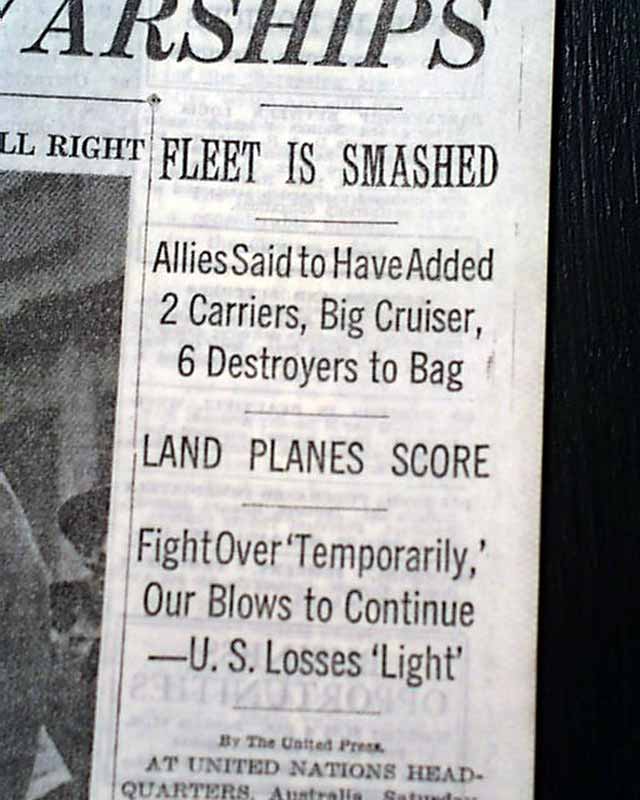 WARSHIPS
LL RIGHT
FLEET IS SMASHED
Allies Said to Have Added
2 Carriers, Big Cruiser,
6 Destroyers to Bag
LAND PLANES SCORE
Fight Over 'Temporarily,'
Our Blows to Continue
—U. S. Losses 'Light'
By The United Press.
AT UNITED NATIONS HEAD-
QUARTERS, Australia, Saturday